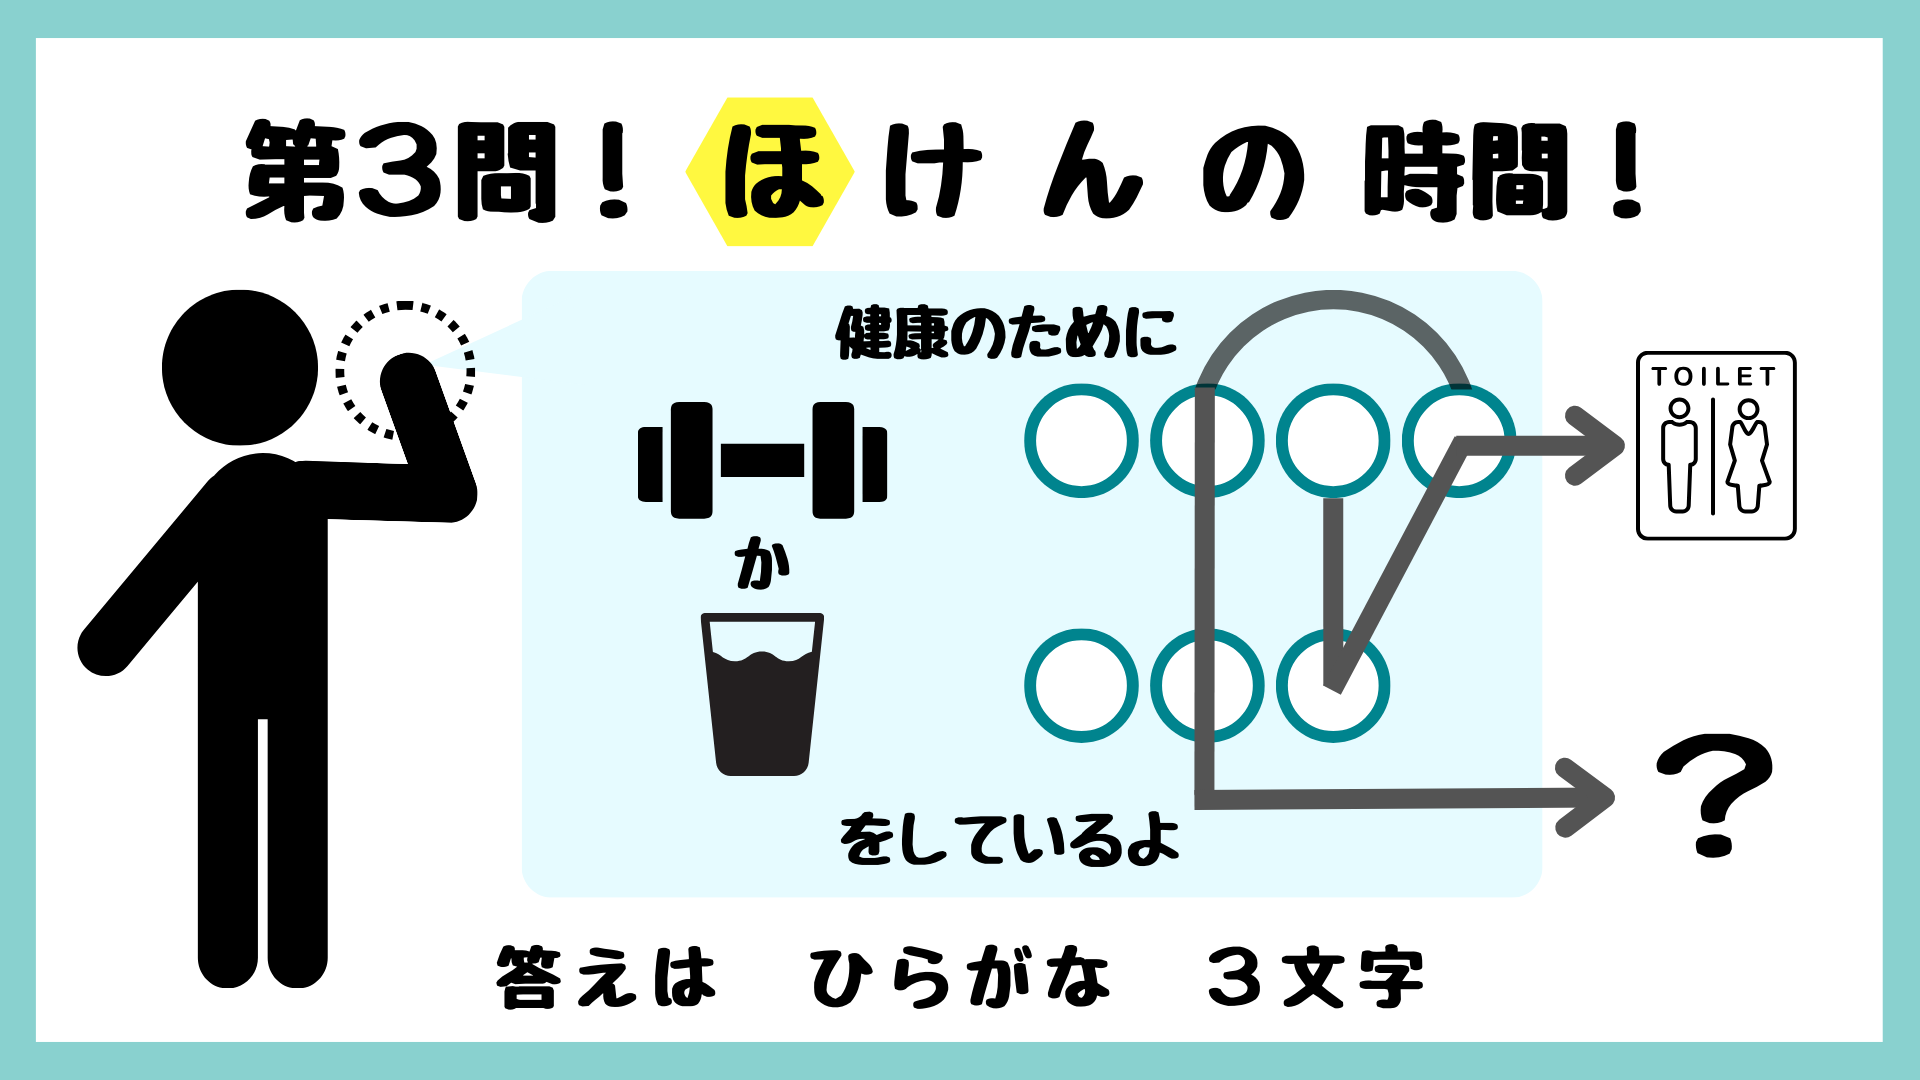 第3問！ほけんの時間！
健康のために
TOILET
か
をしているよ
?
答えは ひらがな 3文字